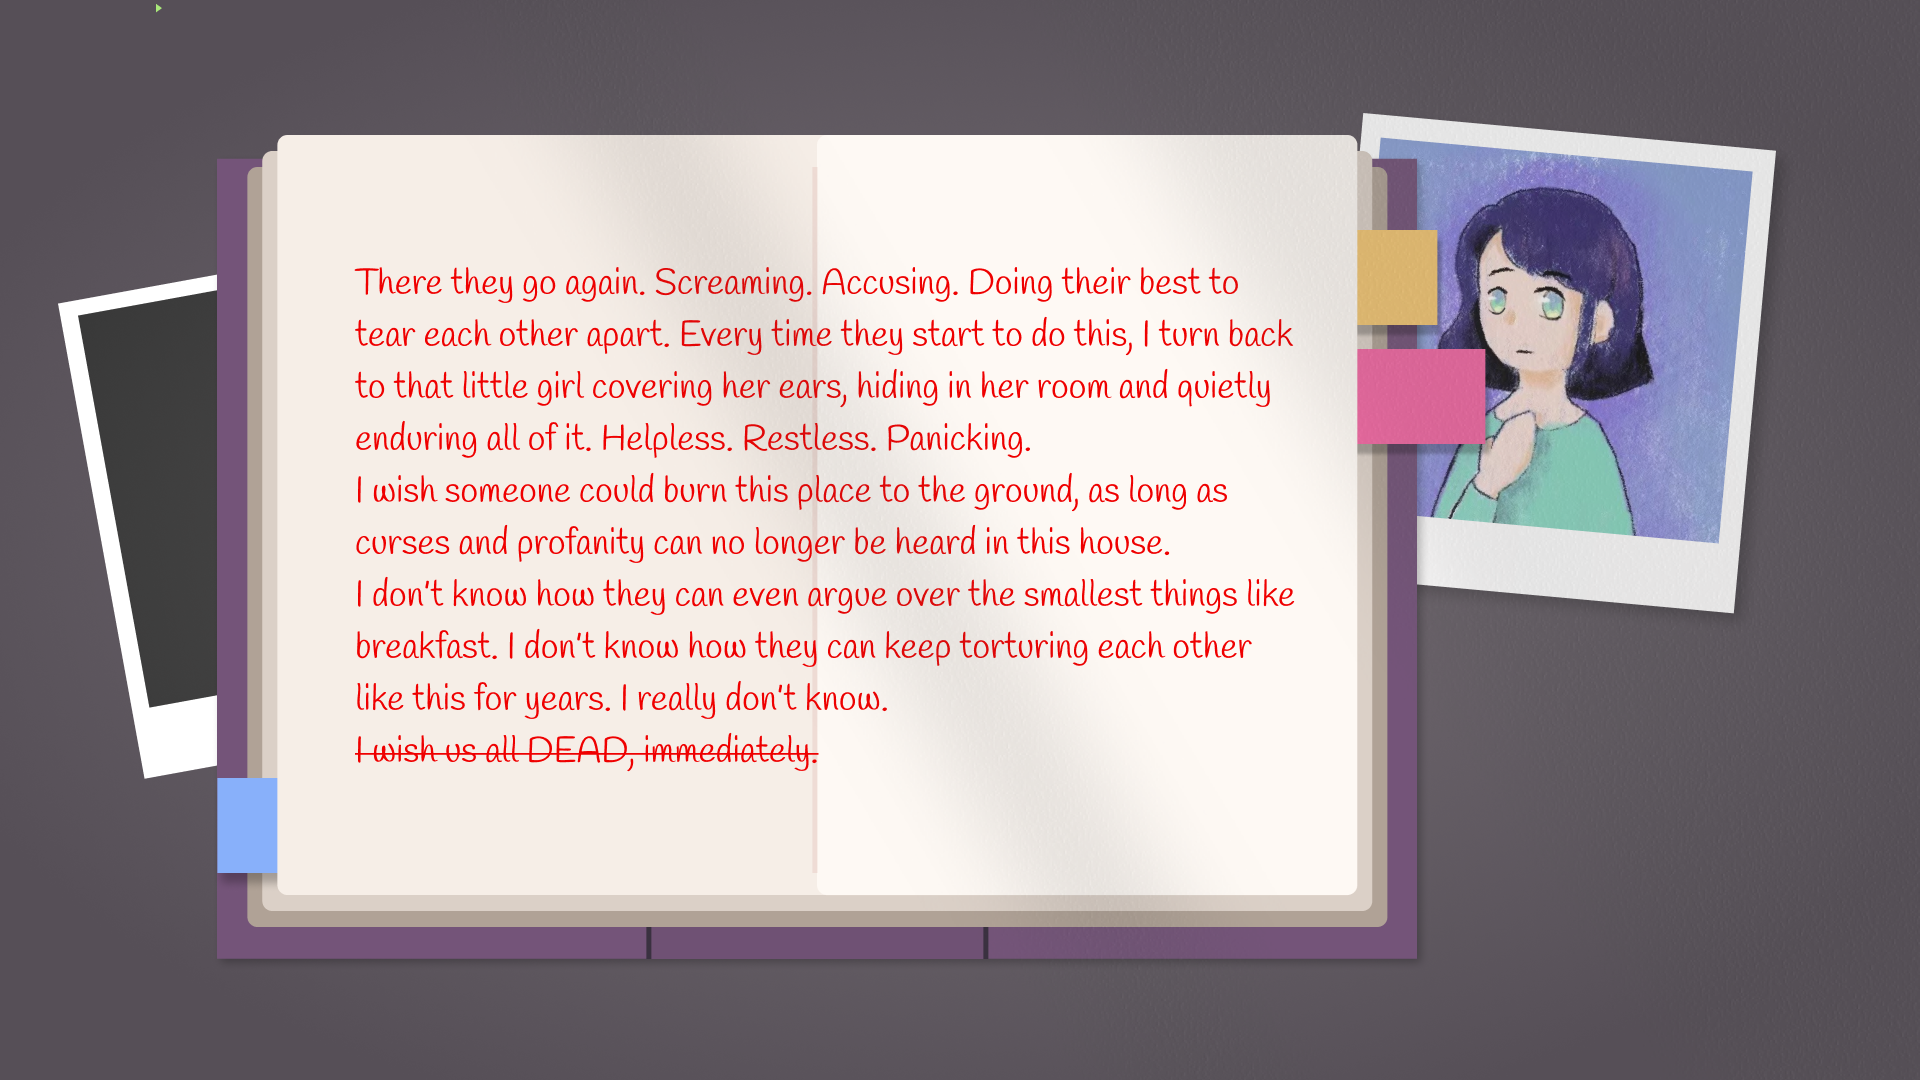 There they go again. Screaming. Accusing. Doing their best to
tear each other apart. Every time they start to do this, I turn back
to that little girl covering her ears, hiding in her room and quietly
enduring all of it. Helpless. Restless. Panicking.
I wish someone could burn this place to the ground, as long as
curses and profanity can no longer be heard in this house.
I don't know how they can even argue over the smallest things like
breakfast. I don't know how they can keep torturing each other
like this for years. I really don't know.
I wish us all DEAD, immediately.